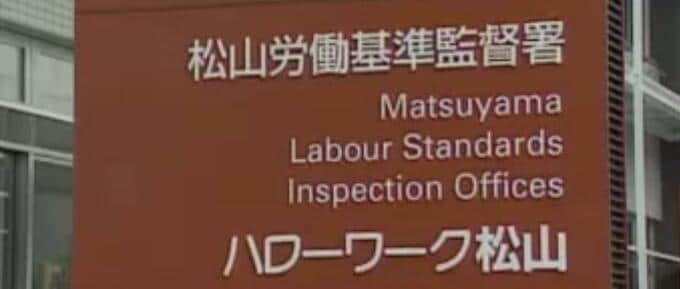 松山労働基準監督署
Matsuyama
Labour Standards
Inspection Offices
ハローワーク松山